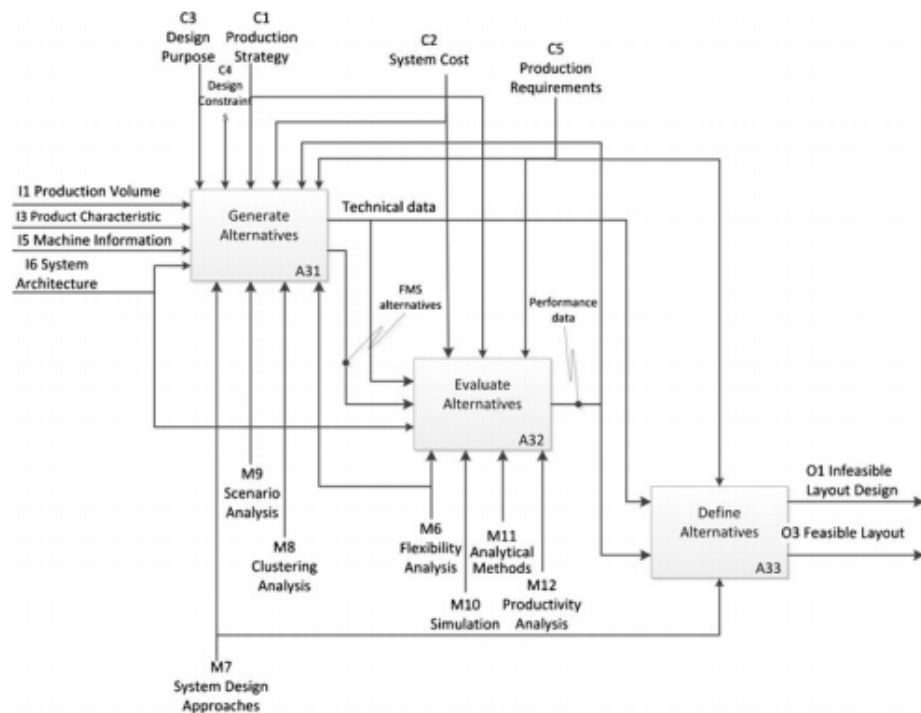 C3
Design
Purpose
C1
Production
Strategy
C4
Design
Constraint
s
C2
System Cost
C5
Production
Requirements
I1 Production Volume
I3 Product Characteristic
I5 Machine Information
I6 System
Architecture
Generate
Alternatives
A31
Technical data
FMS
alternatives
Performance
data
Evaluate
Alternatives
A32
M9
Scenario
Analysis
M8
Clustering
Analysis
M6
Flexibility
Analysis
M11
Analytical
Methods
M10
Simulation
M12
Productivity
Analysis
Define
Alternatives
A33
O1 Infeasible
Layout Design
O3 Feasible Layout
M7
System Design
Approaches